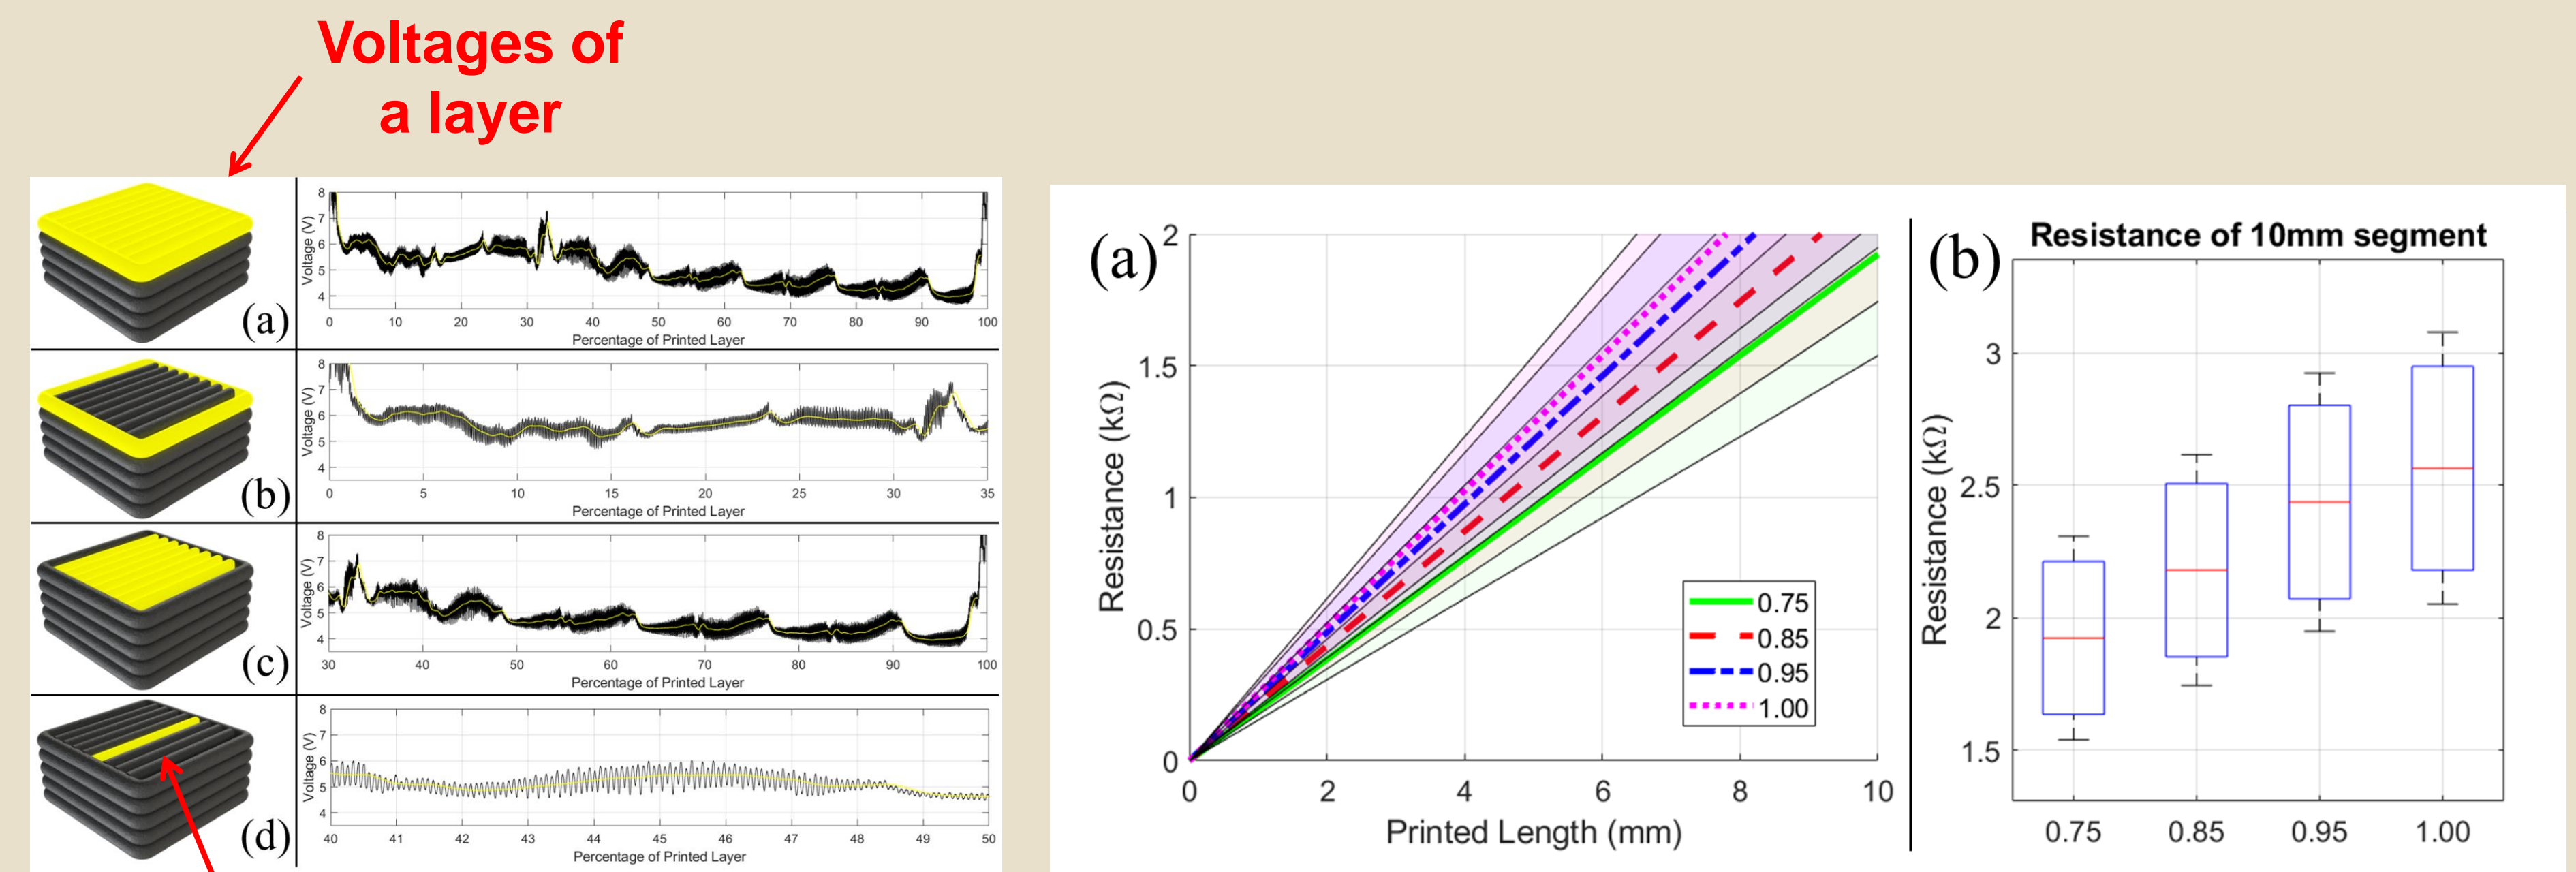 Voltages of
a layer
(a)
Voltage (V)
8
7
6
5
4
0 10 20 30 40 50 60 70 80 90 100
Percentage of Printed Layer
(b)
Voltage (V)
8
7
6
5
4
0 5 10 15 20 25 30 35
Percentage of Printed Layer
(c)
Voltage (V)
8
7
6
5
4
30 40 50 60 70 80 90 100
Percentage of Printed Layer
(d)
Voltage (V)
8
7
6
5
4
40 41 42 43 44 45 46 47 48 49 50
Percentage of Printed Layer
(a)
Resistance (kΩ)
2
1.5
1
0.5
0
0 2 4 6 8 10
Printed Length (mm)
0.75
0.85
0.95
1.00
(b)
Resistance of 10mm segment
Resistance (kΩ)
3
2.5
2
1.5
0.75 0.85 0.95 1.00